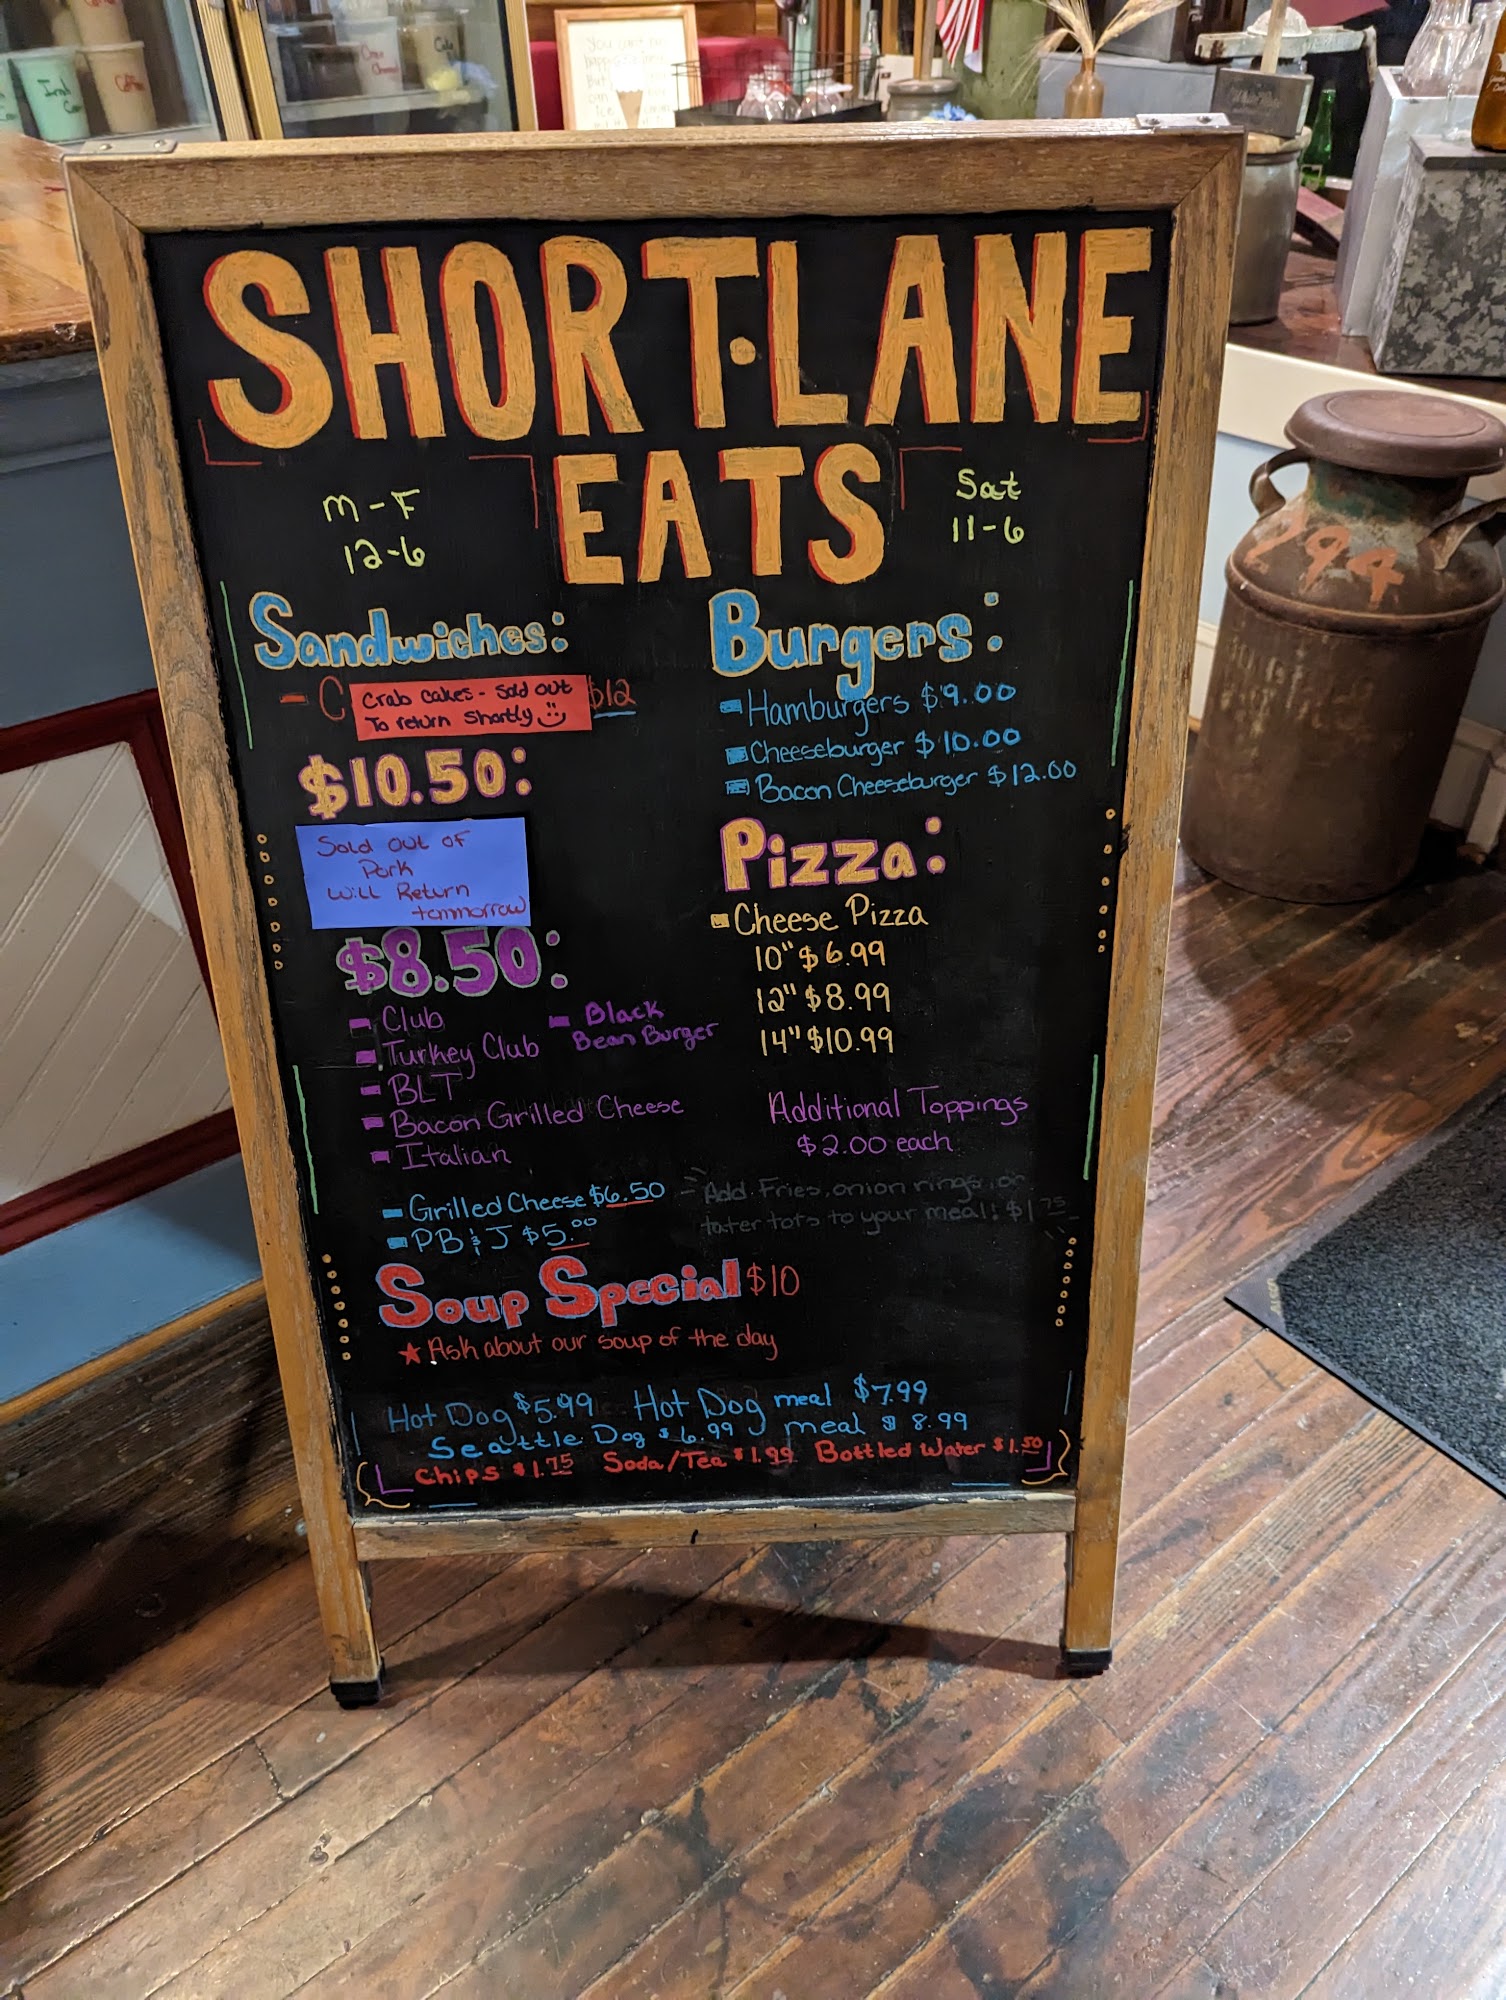 SHORT·LANE
EATS
M-F
12-6
Sat
11-6
Sandwiches:
- C
$12
Crab cakes - Sold out
To return Shortly
$10.50:
Sold out of
Pork
Will Return
tommorrow
$8.50:
- Club
- Turkey Club
- BLT
- Bacon Grilled Cheese
- Italian
- Black
Bean Burger
- Grilled Cheese $6.50
- PB & J $5.00
Burgers:
- Hamburgers $9.00
- Cheeseburger $10.00
- Bacon Cheeseburger $12.00
Pizza:
- Cheese Pizza
10" $6.99
12" $8.99
14" $10.99
Additional Toppings
$2.00 each
- Add Fries, onion rings, or
tater tots to your meal! $1.75
Soup Special $10
★ Ask about our soup of the day
Hot Dog $5.99 Hot Dog meal $7.99
Seattle Dog $6.99 meal $8.99
Chips $1.75 Soda/Tea $1.99 Bottled Water $1.50
194